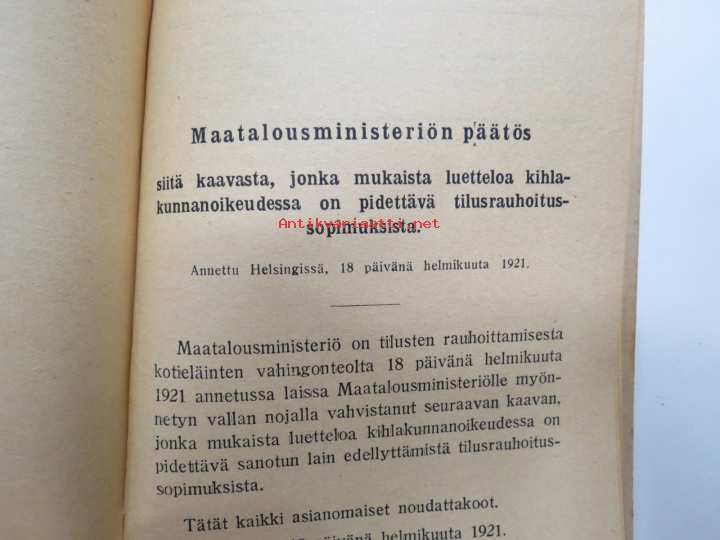 Maatalousministeriön päätös
siitä kaavasta, jonka mukaista luetteloa kihla-
kunnanoikeudessa on pidettävä tilusrauhoitus-
Antikvariaatti.net
sopimuksista.
Annettu Helsingissä, 18 päivänä helmikuuta 1921.
Maatalousministeriö on tilusten rauhoittamisesta
kotieläinten vahingonteolta 18 päivänä helmikuuta
1921 annetussa laissa Maatalousministeriölle myön-
netyn vallan nojalla vahvistanut seuraavan kaavan,
jonka mukaista luetteloa kihlakunnanoikeudessa on
pidettävä sanotun lain edellyttämistä tilusrauhoitus-
sopimuksista.
Tätät kaikki asianomaiset noudattakoot.
päivänä helmikuuta 1921.